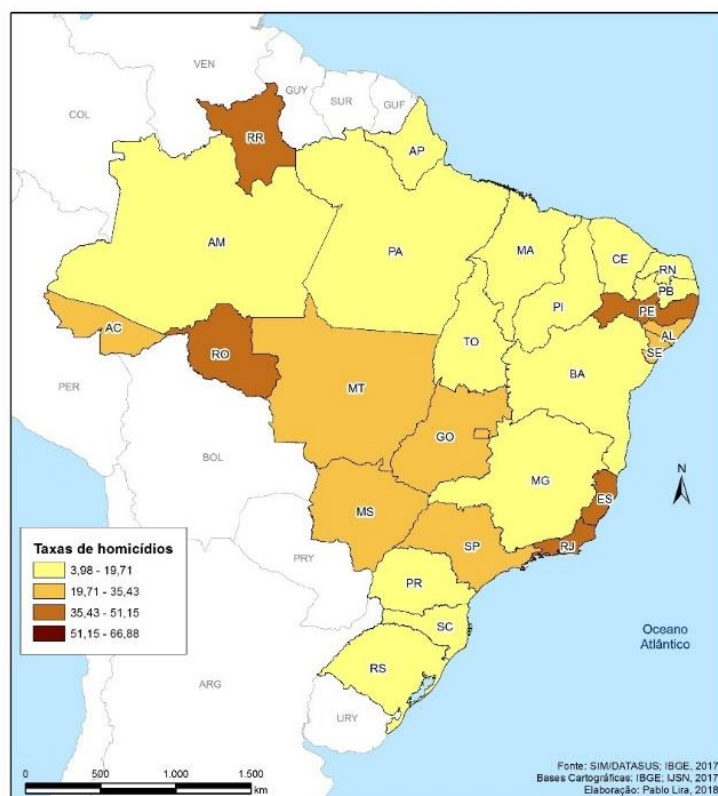 VEN
GUY
SUR
GUF
COL
RR
AP
AM
PA
MA
CE
RN
PB
PI
PE
AC
AL
TO
SE
RO
BA
PER
MT
GO
BOL
MG
ES
N
MS
SP
RJ
PRY
PR
SC
RS
ARG
URY
Oceano
Atlântico
Taxas de homicídios
3,98 - 19,71
19,71 - 35,43
35,43 - 51,15
51,15 - 66,88
0 500 1.000 1.500
km
Fonte: SIM/DATASUS; IBGE, 2017
Bases Cartográficas: IBGE; IJSN, 2017
Elaboração: Pablo Lira, 2018